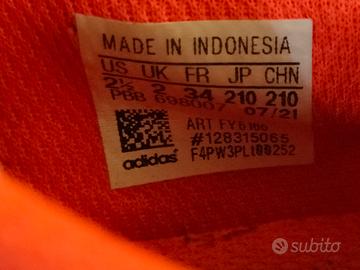 MADE IN INDONESIA
US UK FR JP CHN
2½ 2 34 210 210
PBB 698007 07/21
ART FY6186
#128315065
F4PW3PL100252
adidas
subito